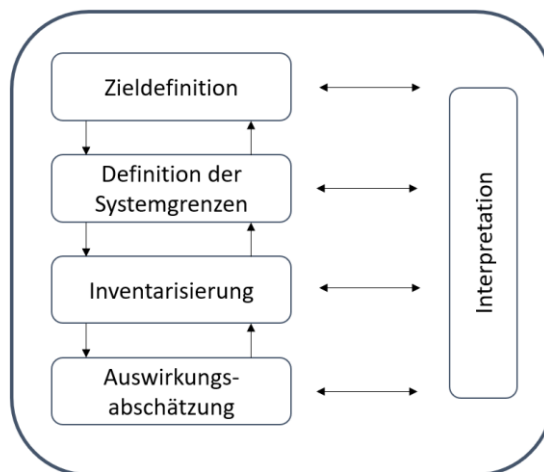 Zieldefinition
Definition der
Systemgrenzen
Inventarisierung
Auswirkungs-
abschätzung
Interpretation